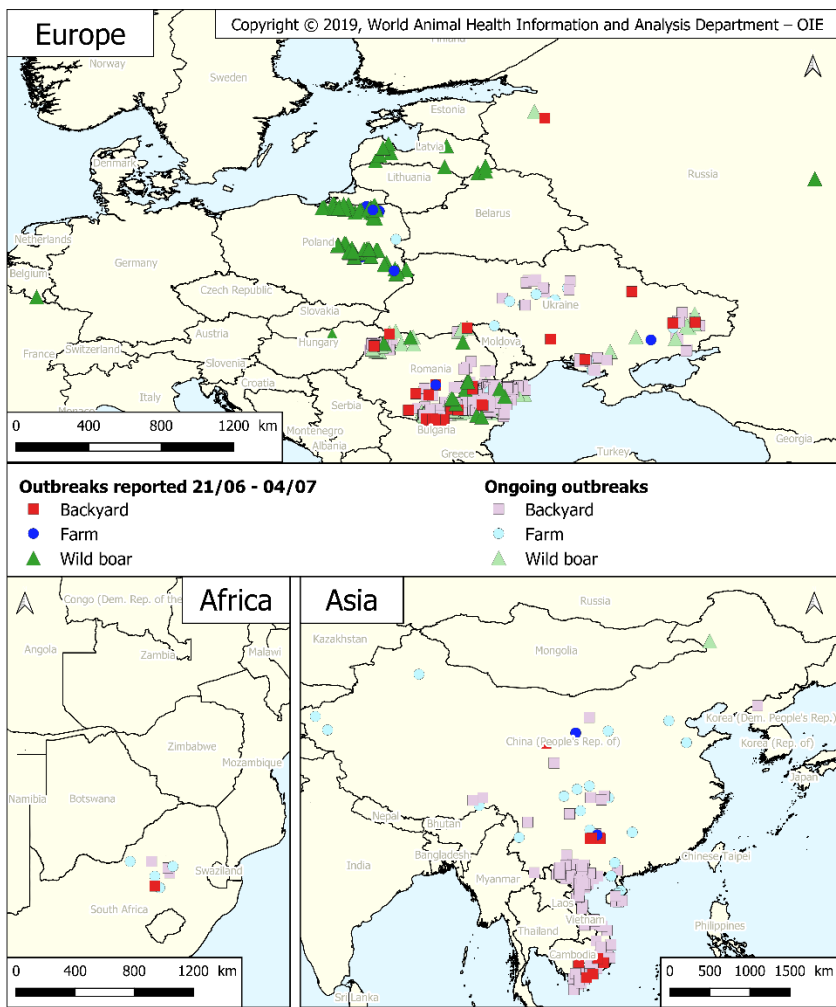 Europe
Copyright © 2019, World Animal Health Information and Analysis Department – OIE
Finland
Norway
Sweden
Estonia
Russia
Latvia
Denmark
Lithuania
Belarus
Netherlands
Poland
Germany
Belgium
Czech Republic
Ukraine
Slovakia
Austria
Moldova
France
Switzerland
Hungary
Slovenia
Romania
Croatia
Italy
Serbia
Monaco
Montenegro
Bulgaria
Georgia
Albania
Greece
Turkey
0 400 800 1200 km
Outbreaks reported 21/06 - 04/07
Backyard
Farm
Wild boar
Ongoing outbreaks
Backyard
Farm
Wild boar
Africa
Congo (Dem. Rep. of the
Angola
Zambia
Malawi
Zimbabwe
Mozambique
Namibia
Botswana
Swaziland
South Africa
0 400 800 1200 km
Asia
Russia
Kazakhstan
Mongolia
Korea (Dem. People's Rep.)
China (People's Rep. of)
Korea (Rep. of)
Japan
Nepal
Bhutan
Bangladesh
Chinese Taipei
India
Myanmar
Laos
Vietnam
Thailand
Philippines
Cambodia
Sri Lanka
0 500 1000 1500 km